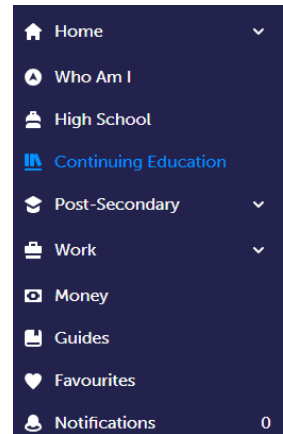 Home
Who Am I
High School
Continuing Education
Post-Secondary
Work
Money
Guides
Favourites
Notifications 0